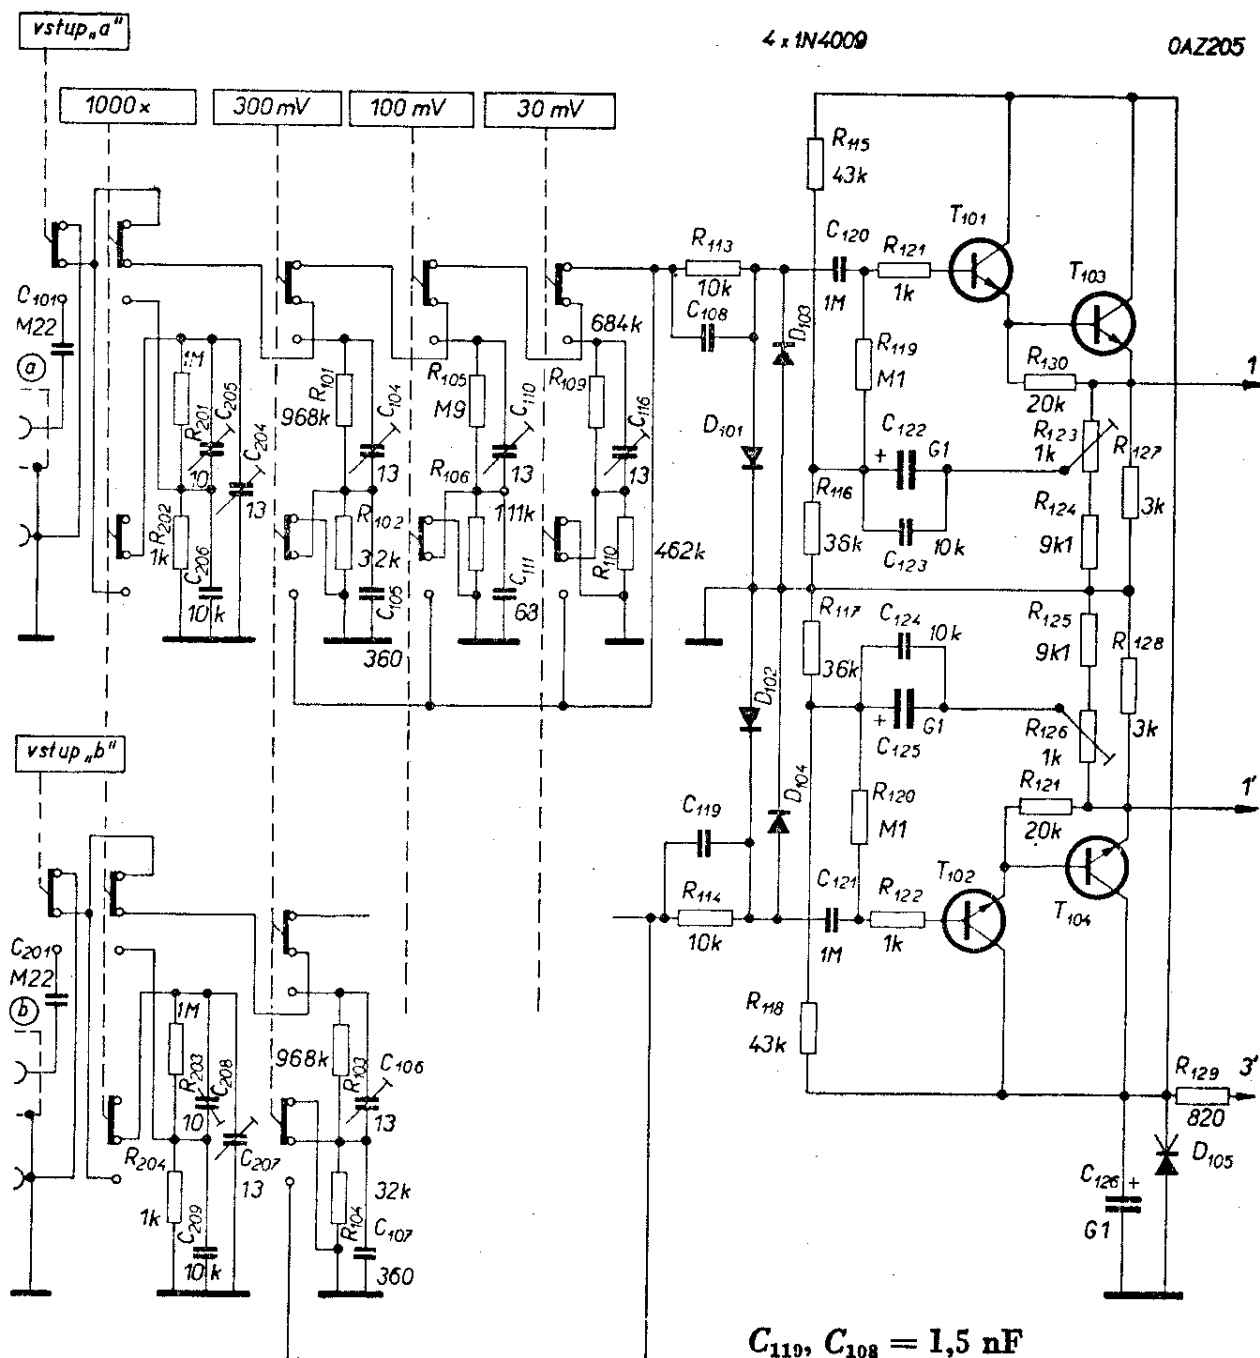 vstup „a"
4 x 1N4009
OAZ205
1000 x
300 mV
100 mV
30 mV
R115
43k
T101
C120
R121
R113
10k
1M
1k
T103
C101
M22
C108
D103
684k
a
1M
R201
C205
C204
10
13
R101
968k
C104
13
R105
M9
C110
13
R109
C116
13
R119
M1
R130
20k
1
D101
C122
G1
+
R123
1k
R127
3k
R106
R116
36k
R124
9k1
C123
10k
R202
1k
C206
10k
R102
32k
C105
360
111k
C111
68
R110
462k
R117
36k
C124
10k
R125
9k1
R128
3k
D102
+
G1
C125
R126
1k
vstup „b"
D104
R120
M1
R121
20k
1'
C119
T102
C121
R122
R114
10k
1M
1k
T104
C201
M22
b
1M
R203
C208
10
R118
43k
968k
R103
C106
13
R129
820
3'
R204
1k
C207
13
C209
10k
32k
R104
C107
360
D105
C126
+
G1
C119, C108 = 1,5 nF